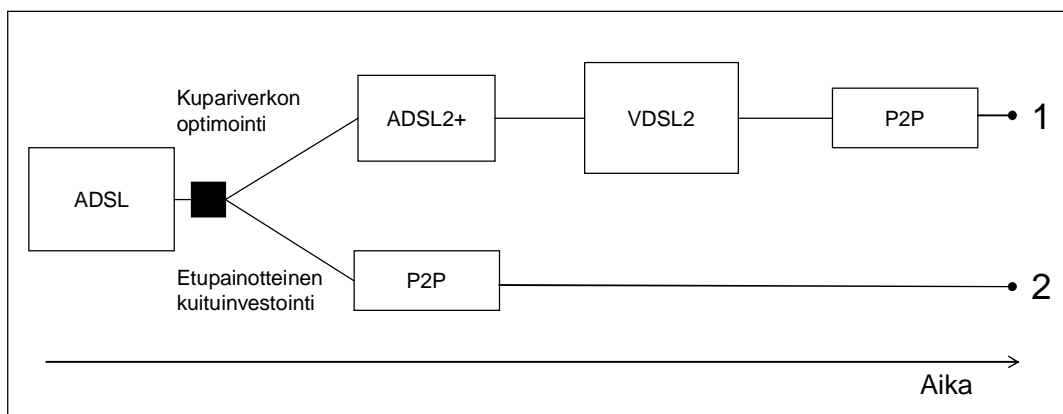 Kupariverkon
optimointi
ADSL2+
VDSL2
P2P
1
ADSL
Etupainotteinen
kuituinvestointi
P2P
2
Aika